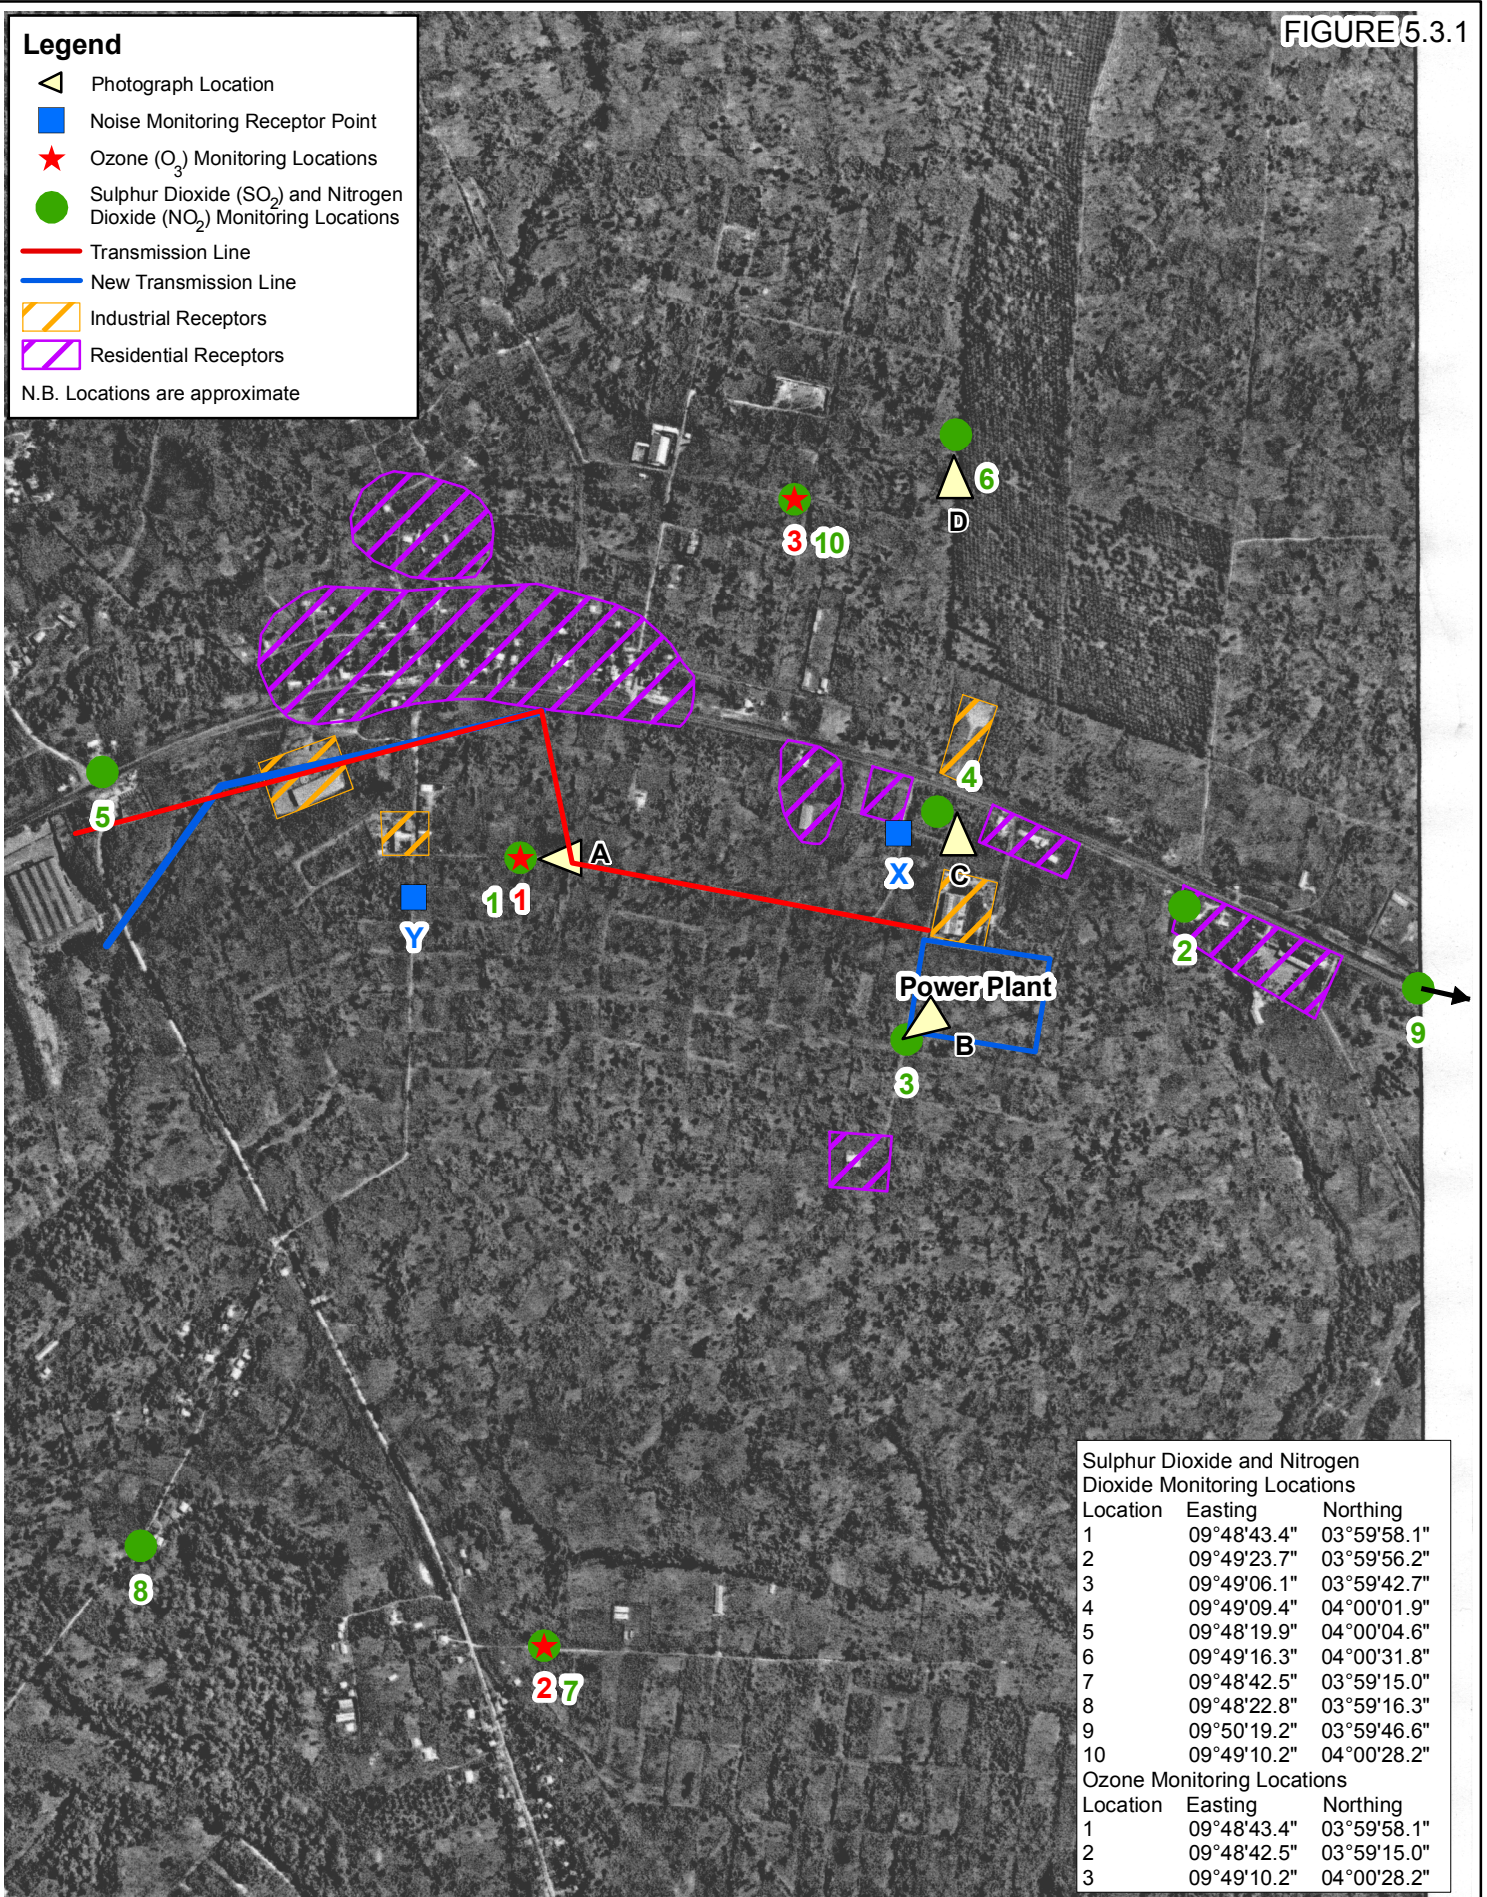 FIGURE 5.3.1
Legend
Photograph Location
Noise Monitoring Receptor Point
Ozone (O3) Monitoring Locations
Sulphur Dioxide (SO2) and Nitrogen
Dioxide (NO2) Monitoring Locations
Transmission Line
New Transmission Line
Industrial Receptors
Residential Receptors
N.B. Locations are approximate
6
D
3 10
4
5
A
X
C
1 1
Y
2
Power Plant
9
B
3
8
2 7
Sulphur Dioxide and Nitrogen
Dioxide Monitoring Locations
Location Easting Northing
1 09°48'43.4" 03°59'58.1"
2 09°49'23.7" 03°59'56.2"
3 09°49'06.1" 03°59'42.7"
4 09°49'09.4" 04°00'01.9"
5 09°48'19.9" 04°00'04.6"
6 09°49'16.3" 04°00'31.8"
7 09°48'42.5" 03°59'15.0"
8 09°48'22.8" 03°59'16.3"
9 09°50'19.2" 03°59'46.6"
10 09°49'10.2" 04°00'28.2"
Ozone Monitoring Locations
Location Easting Northing
1 09°48'43.4" 03°59'58.1"
2 09°48'42.5" 03°59'15.0"
3 09°49'10.2" 04°00'28.2"